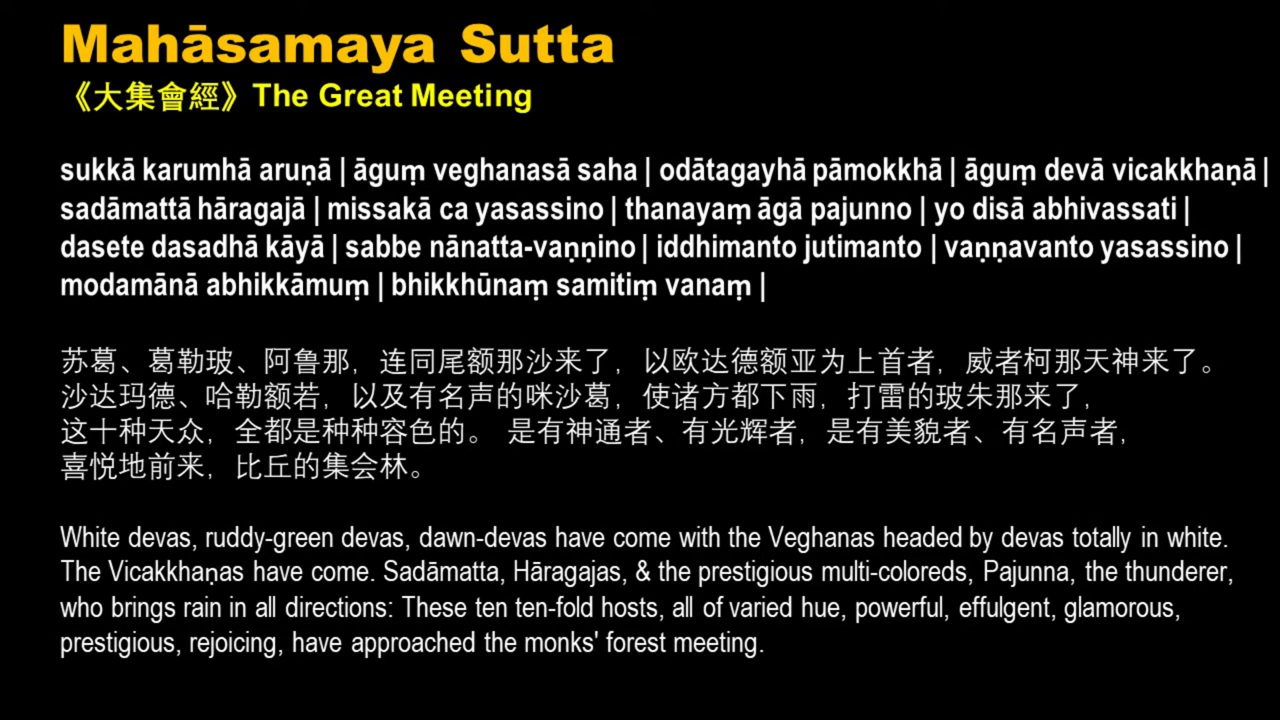 Mahāsamaya Sutta
《大集會經》The Great Meeting
sukkā karumhā aruṇā | āguṃ veghanasā saha | odātagayhā pāmokkhā | āguṃ devā vicakkhaṇā |
sadāmattā hāragajā | missakā ca yasassino | thanayaṃ āgā pajunno | yo disā abhivassati |
dasete dasadhā kāyā | sabbe nānatta-vaṇṇino | iddhimanto jutimanto | vaṇṇavanto yasassino |
modamānā abhikkāmuṃ | bhikkhūnaṃ samitiṃ vanaṃ |
苏葛、葛勒玻、阿鲁那，连同尾额那沙来了，以欧达德额亚为上首者，威者柯那天神来了。
沙达玛德、哈勒额若，以及有名声的咪沙葛，使诸方都下雨，打雷的玻朱那来了，
这十种天众，全都是种种容色的。 是有神通者、有光辉者，是有美貌者、有名声者，
喜悦地前来，比丘的集会林。
White devas, ruddy-green devas, dawn-devas have come with the Veghanas headed by devas totally in white.
The Vicakkhaṇas have come. Sadāmatta, Hāragajas, & the prestigious multi-coloreds, Pajunna, the thunderer,
who brings rain in all directions: These ten ten-fold hosts, all of varied hue, powerful, effulgent, glamorous,
prestigious, rejoicing, have approached the monks' forest meeting.